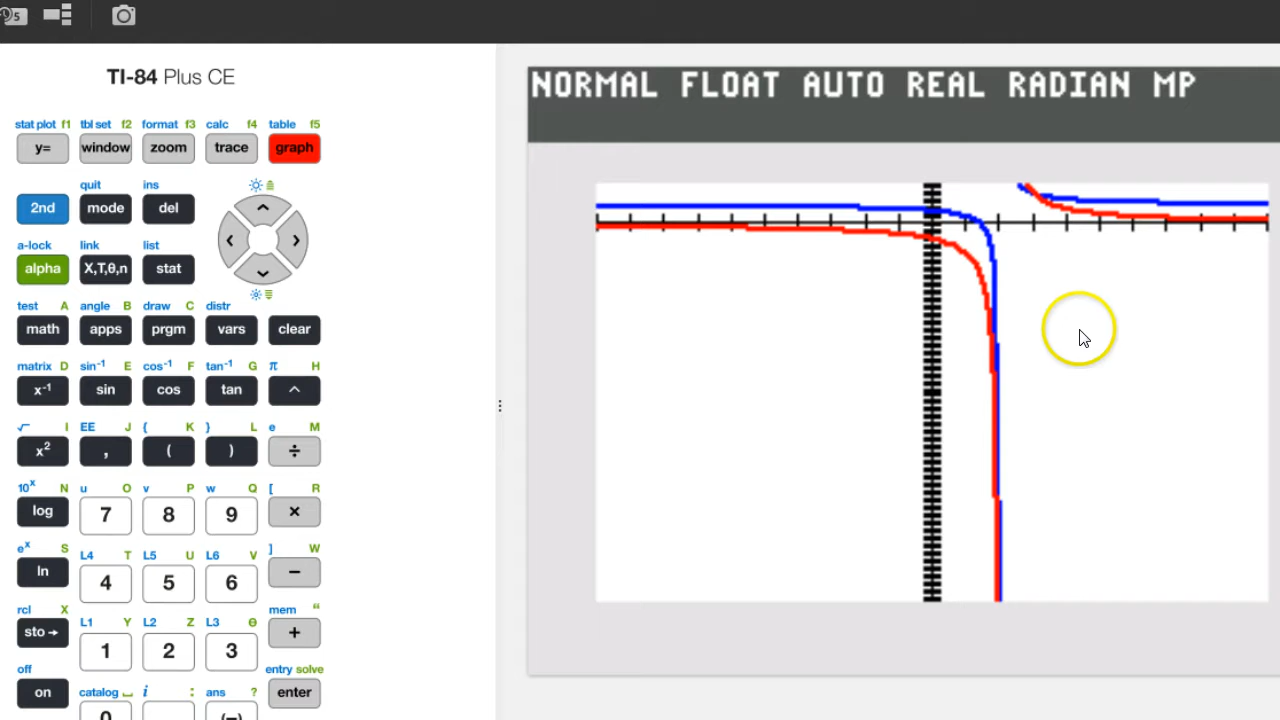 5
TI-84 Plus CE
NORMAL FLOAT AUTO REAL RADIAN MP
stat plot f1 tbl set f2 format f3 calc f4 table f5
y= window zoom trace graph
quit ins
2nd mode del
a-lock link list
alpha X,T,θ,n stat
test A angle B draw C distr
math apps prgm vars clear
matrix D sin⁻¹ E cos⁻¹ F tan⁻¹ G π H
x⁻¹ sin cos tan ^
√ I EE J { K } L e M
x² , ( ) ÷
10ˣ N u O v P w Q [ R
log 7 8 9 ×
eˣ S L4 T L5 U L6 V ] W
ln 4 5 6 −
rcl X L1 Y L2 Z L3 θ mem “
sto→ 1 2 3 +
off catalog ⎵ i : ans ? entry solve
on 0 (−) enter